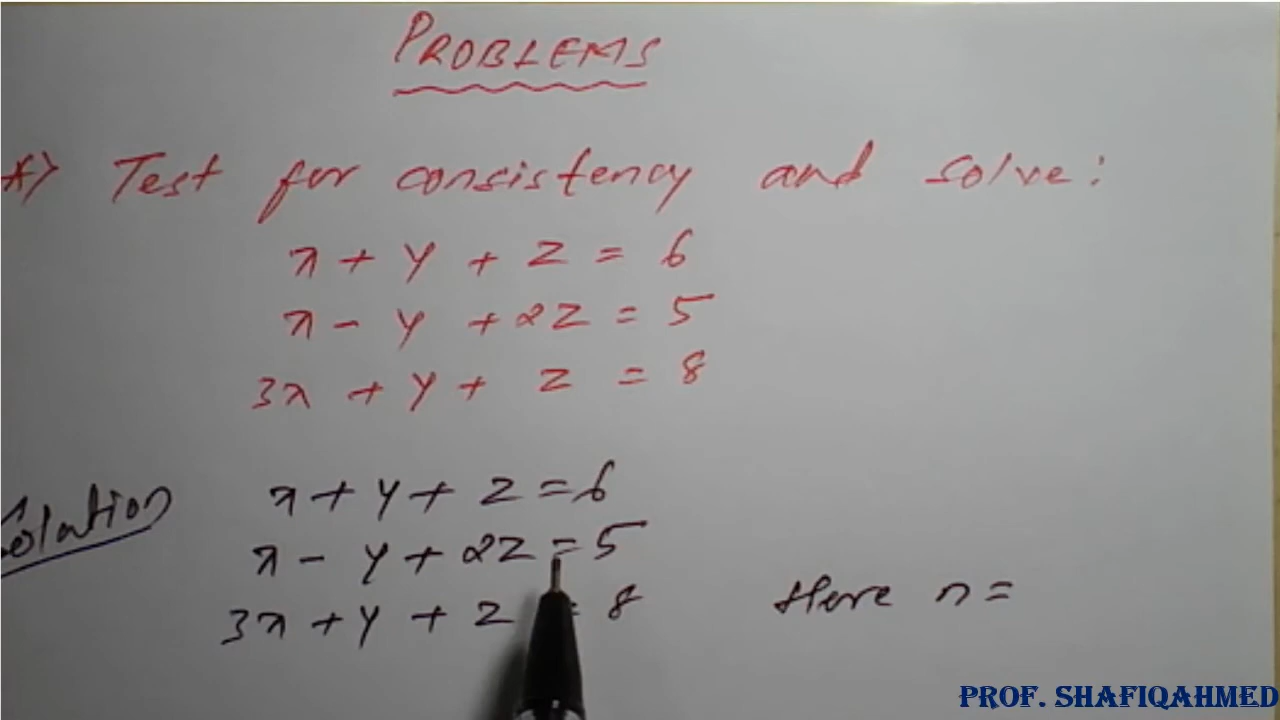 PROBLEMS
*) Test for consistency and solve:
x + y + z = 6
x - y + 2z = 5
3x + y + z = 8
Solution x + y + z = 6
x - y + 2z = 5
3x + y + z = 8 Here n =
PROF. SHAFIQAHMED